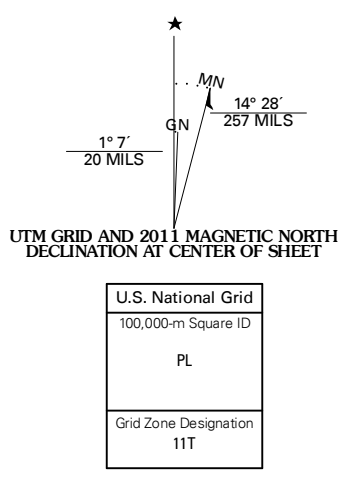 ★
MN
GN
14° 28´
257 MILS
1° 7´
20 MILS
UTM GRID AND 2011 MAGNETIC NORTH
DECLINATION AT CENTER OF SHEET
U.S. National Grid
100,000-m Square ID
PL
Grid Zone Designation
11T